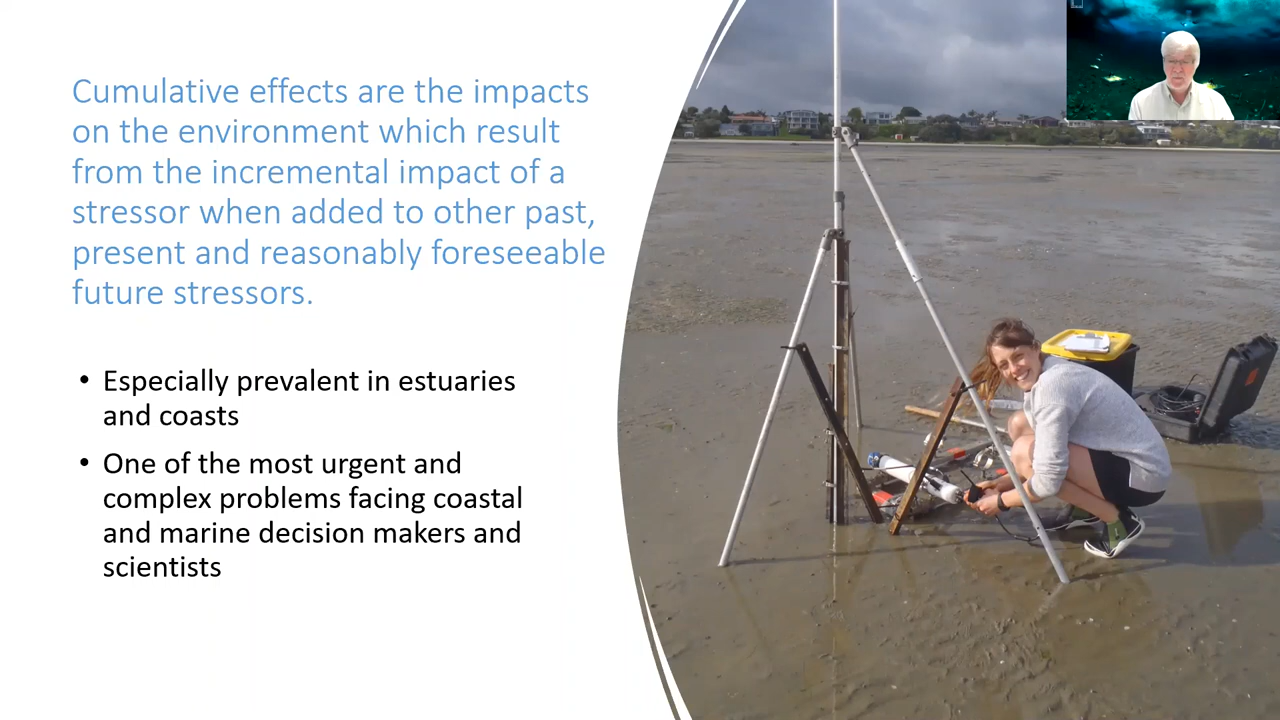 Cumulative effects are the impacts
on the environment which result
from the incremental impact of a
stressor when added to other past,
present and reasonably foreseeable
future stressors.
• Especially prevalent in estuaries
and coasts
• One of the most urgent and
complex problems facing coastal
and marine decision makers and
scientists